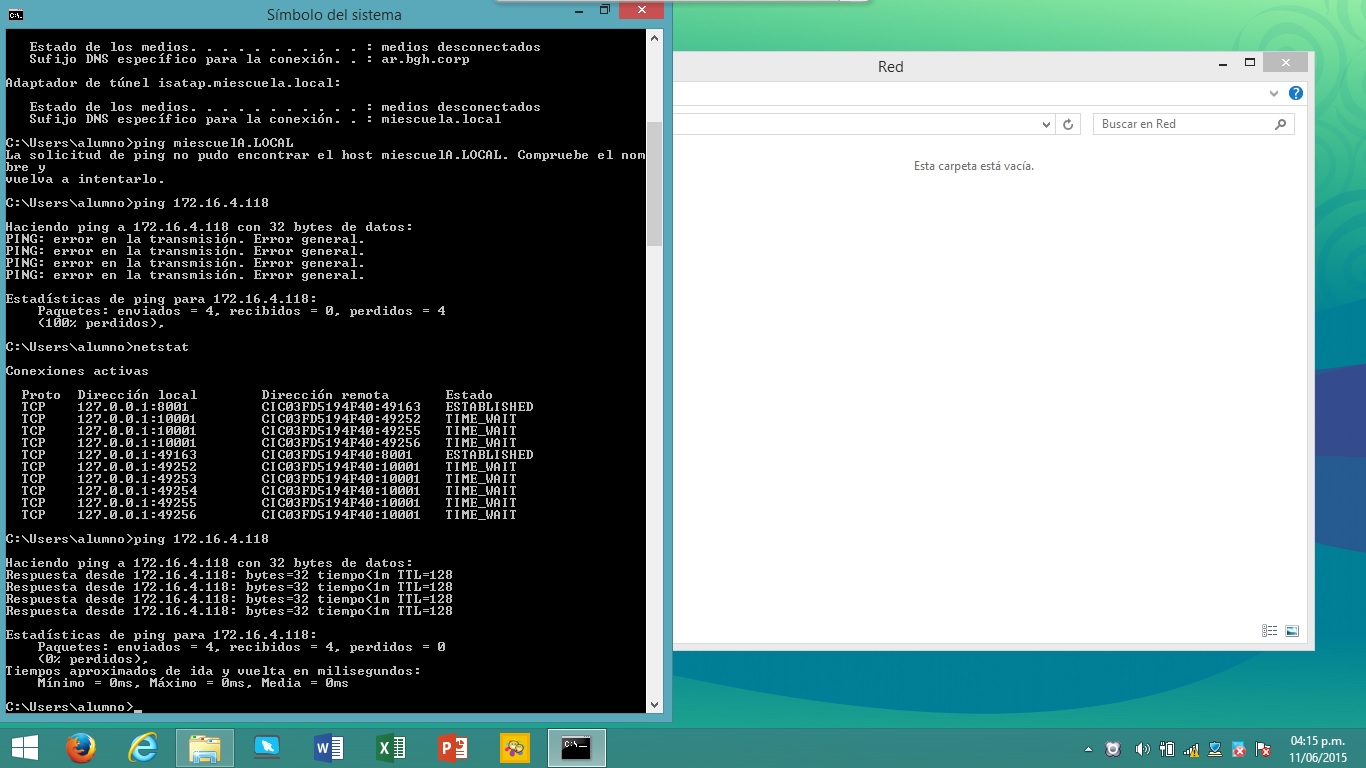 Símbolo del sistema
Estado de los medios. . . . . . . . . . . : medios desconectados
Sufijo DNS específico para la conexión. . : ar.bgh.corp
Adaptador de túnel isatap.miescuela.local:
Estado de los medios. . . . . . . . . . . : medios desconectados
Sufijo DNS específico para la conexión. . : miescuela.local
C:\Users\alumno>ping miescuelA.LOCAL
La solicitud de ping no pudo encontrar el host miescuelA.LOCAL. Compruebe el nom
bre y
vuelva a intentarlo.
C:\Users\alumno>ping 172.16.4.118
Haciendo ping a 172.16.4.118 con 32 bytes de datos:
PING: error en la transmisión. Error general.
PING: error en la transmisión. Error general.
PING: error en la transmisión. Error general.
PING: error en la transmisión. Error general.
Estadísticas de ping para 172.16.4.118:
Paquetes: enviados = 4, recibidos = 0, perdidos = 4
(100% perdidos),
C:\Users\alumno>netstat
Conexiones activas
Proto Dirección local Dirección remota Estado
TCP 127.0.0.1:8001 CIC03FD5194F40:49163 ESTABLISHED
TCP 127.0.0.1:10001 CIC03FD5194F40:49252 TIME_WAIT
TCP 127.0.0.1:10001 CIC03FD5194F40:49255 TIME_WAIT
TCP 127.0.0.1:10001 CIC03FD5194F40:49256 TIME_WAIT
TCP 127.0.0.1:49163 CIC03FD5194F40:8001 ESTABLISHED
TCP 127.0.0.1:49252 CIC03FD5194F40:10001 TIME_WAIT
TCP 127.0.0.1:49253 CIC03FD5194F40:10001 TIME_WAIT
TCP 127.0.0.1:49254 CIC03FD5194F40:10001 TIME_WAIT
TCP 127.0.0.1:49255 CIC03FD5194F40:10001 TIME_WAIT
TCP 127.0.0.1:49256 CIC03FD5194F40:10001 TIME_WAIT
C:\Users\alumno>ping 172.16.4.118
Haciendo ping a 172.16.4.118 con 32 bytes de datos:
Respuesta desde 172.16.4.118: bytes=32 tiempo<1m TTL=128
Respuesta desde 172.16.4.118: bytes=32 tiempo<1m TTL=128
Respuesta desde 172.16.4.118: bytes=32 tiempo<1m TTL=128
Respuesta desde 172.16.4.118: bytes=32 tiempo<1m TTL=128
Estadísticas de ping para 172.16.4.118:
Paquetes: enviados = 4, recibidos = 4, perdidos = 0
(0% perdidos),
Tiempos aproximados de ida y vuelta en milisegundos:
Mínimo = 0ms, Máximo = 0ms, Media = 0ms
C:\Users\alumno>_
Red
Buscar en Red
Esta carpeta está vacía.
04:15 p.m.
11/06/2015